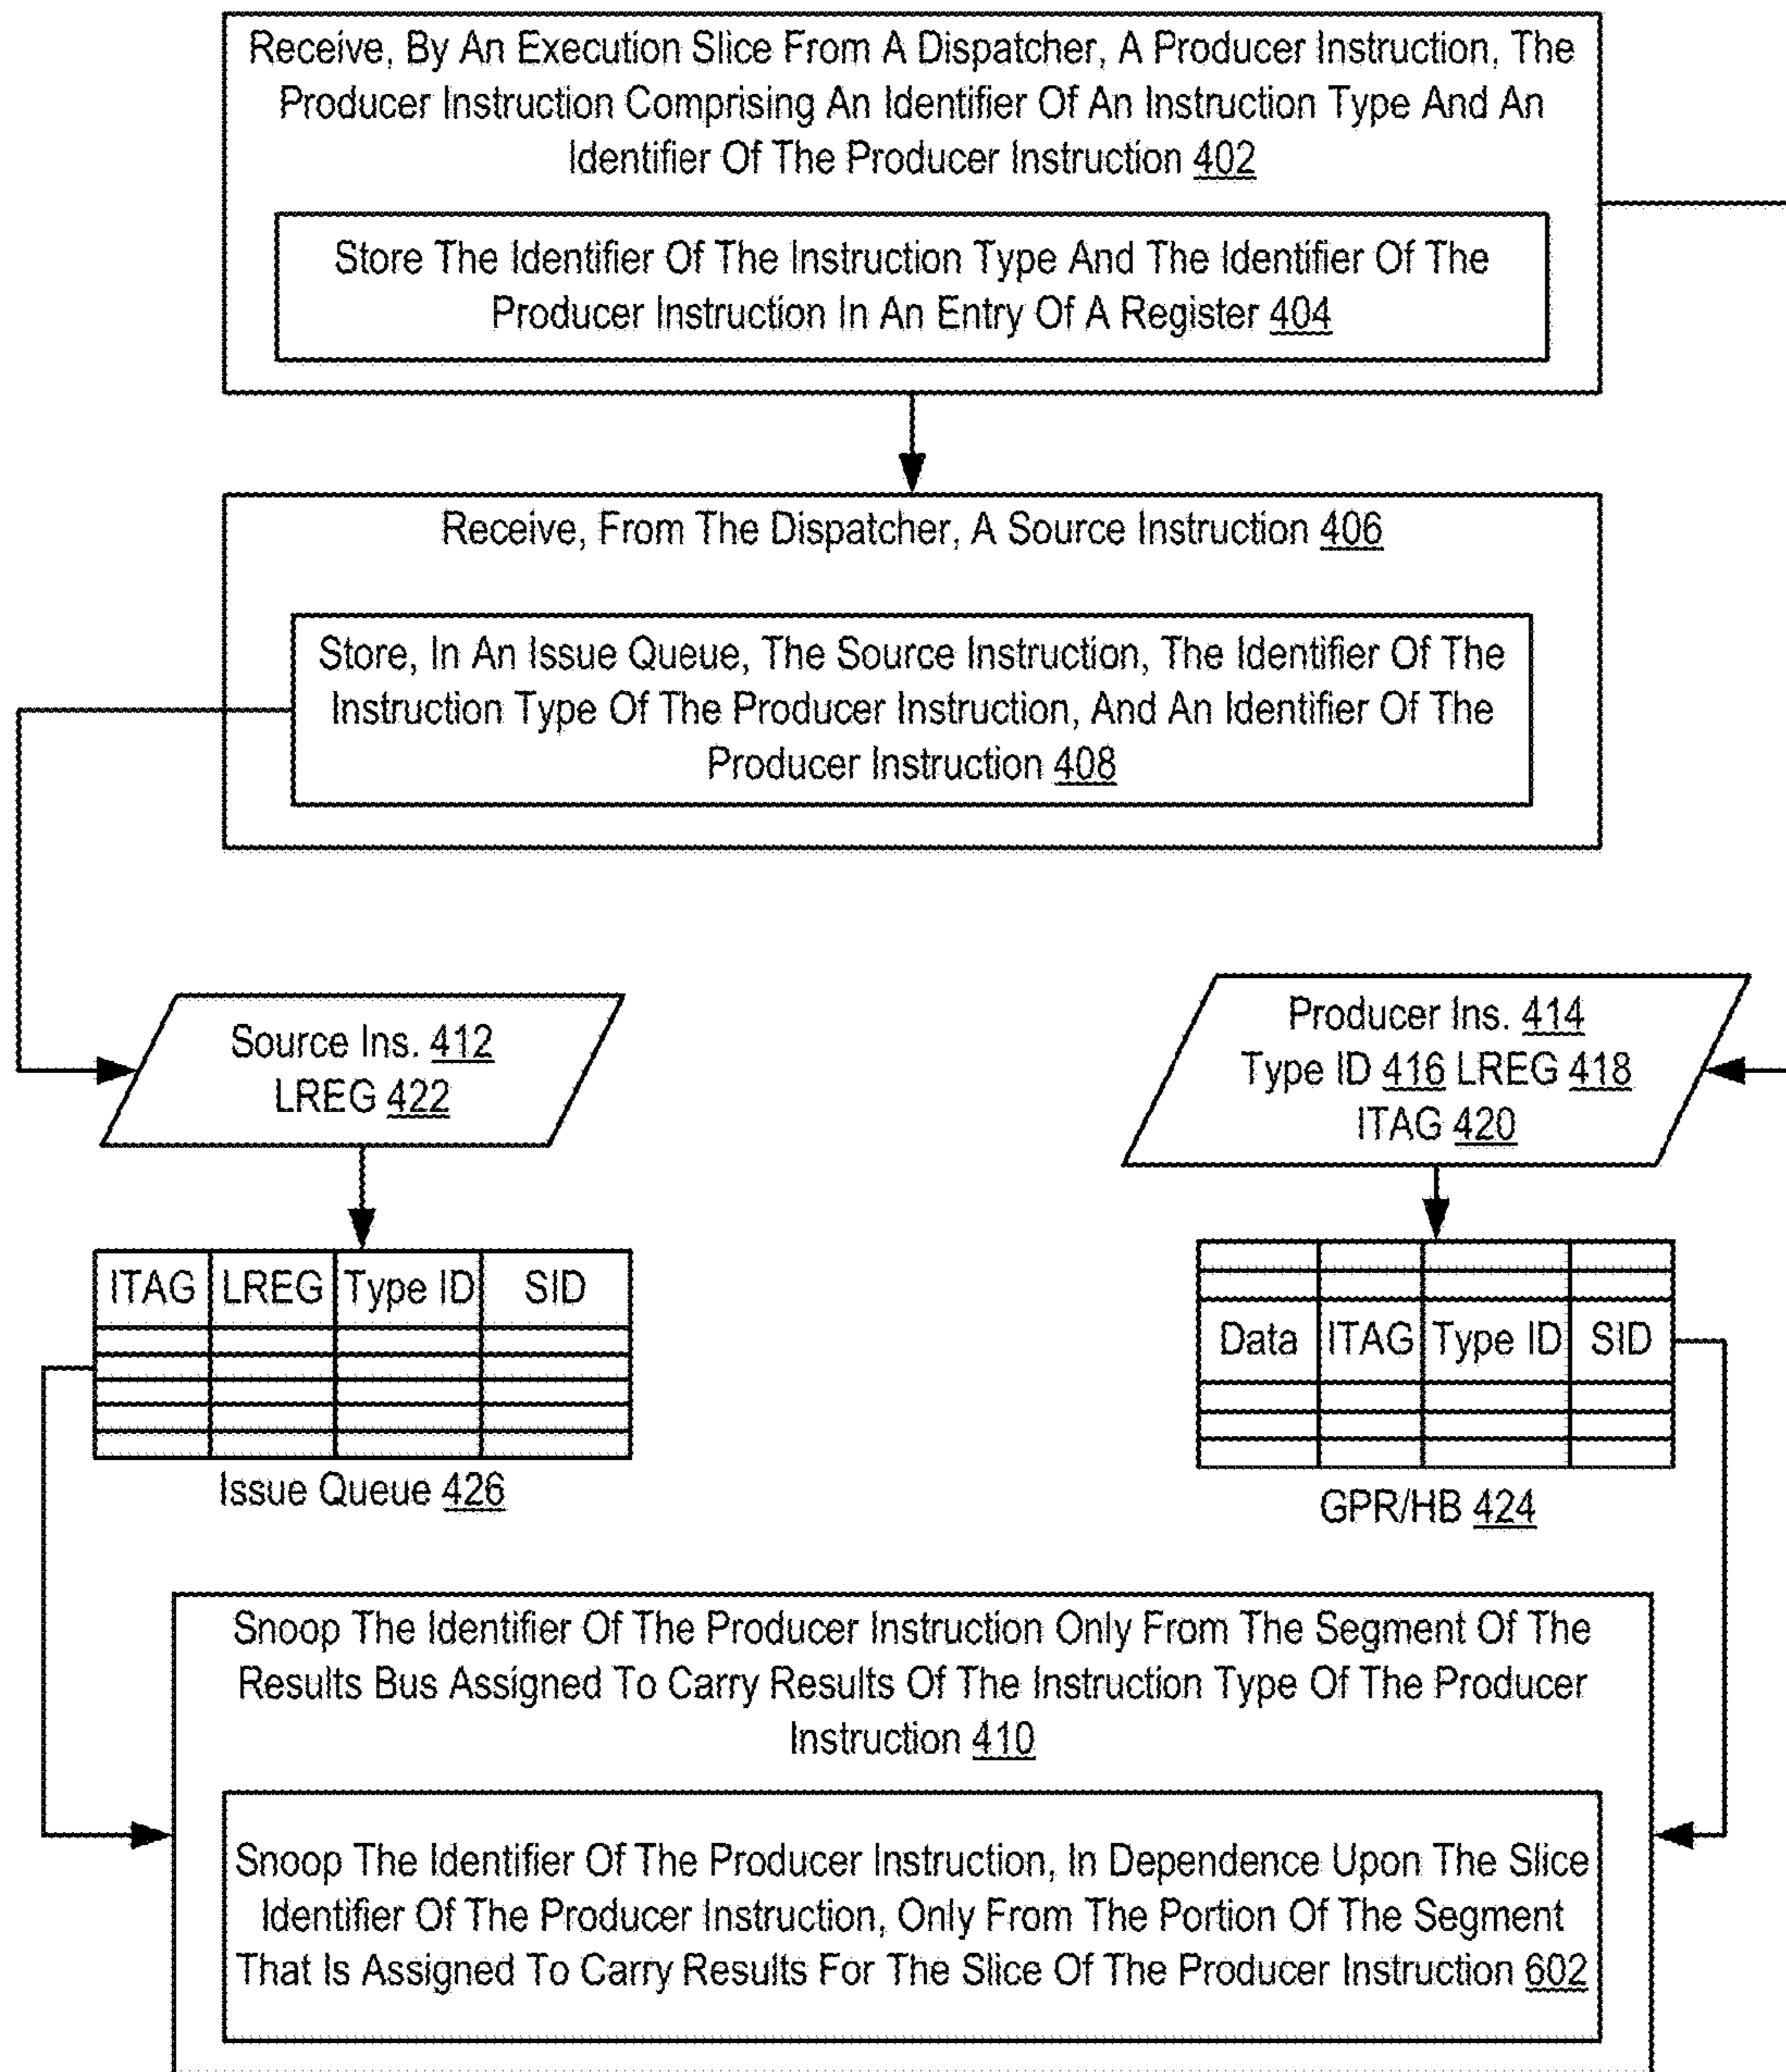 Receive, By An Execution Slice From A Dispatcher, A Producer Instruction, The
Producer Instruction Comprising An Identifier Of An Instruction Type And An
Identifier Of The Producer Instruction 402
Store The Identifier Of The Instruction Type And The Identifier Of The
Producer Instruction In An Entry Of A Register 404
Receive, From The Dispatcher, A Source Instruction 406
Store, In An Issue Queue, The Source Instruction, The Identifier Of The
Instruction Type Of The Producer Instruction, And An Identifier Of The
Producer Instruction 408
Source Ins. 412
LREG 422
Producer Ins. 414
Type ID 416 LREG 418
ITAG 420
ITAG LREG Type ID SID
Issue Queue 426
Data ITAG Type ID SID
GPR/HB 424
Snoop The Identifier Of The Producer Instruction Only From The Segment Of The
Results Bus Assigned To Carry Results Of The Instruction Type Of The Producer
Instruction 410
Snoop The Identifier Of The Producer Instruction, In Dependence Upon The Slice
Identifier Of The Producer Instruction, Only From The Portion Of The Segment
That Is Assigned To Carry Results For The Slice Of The Producer Instruction 602